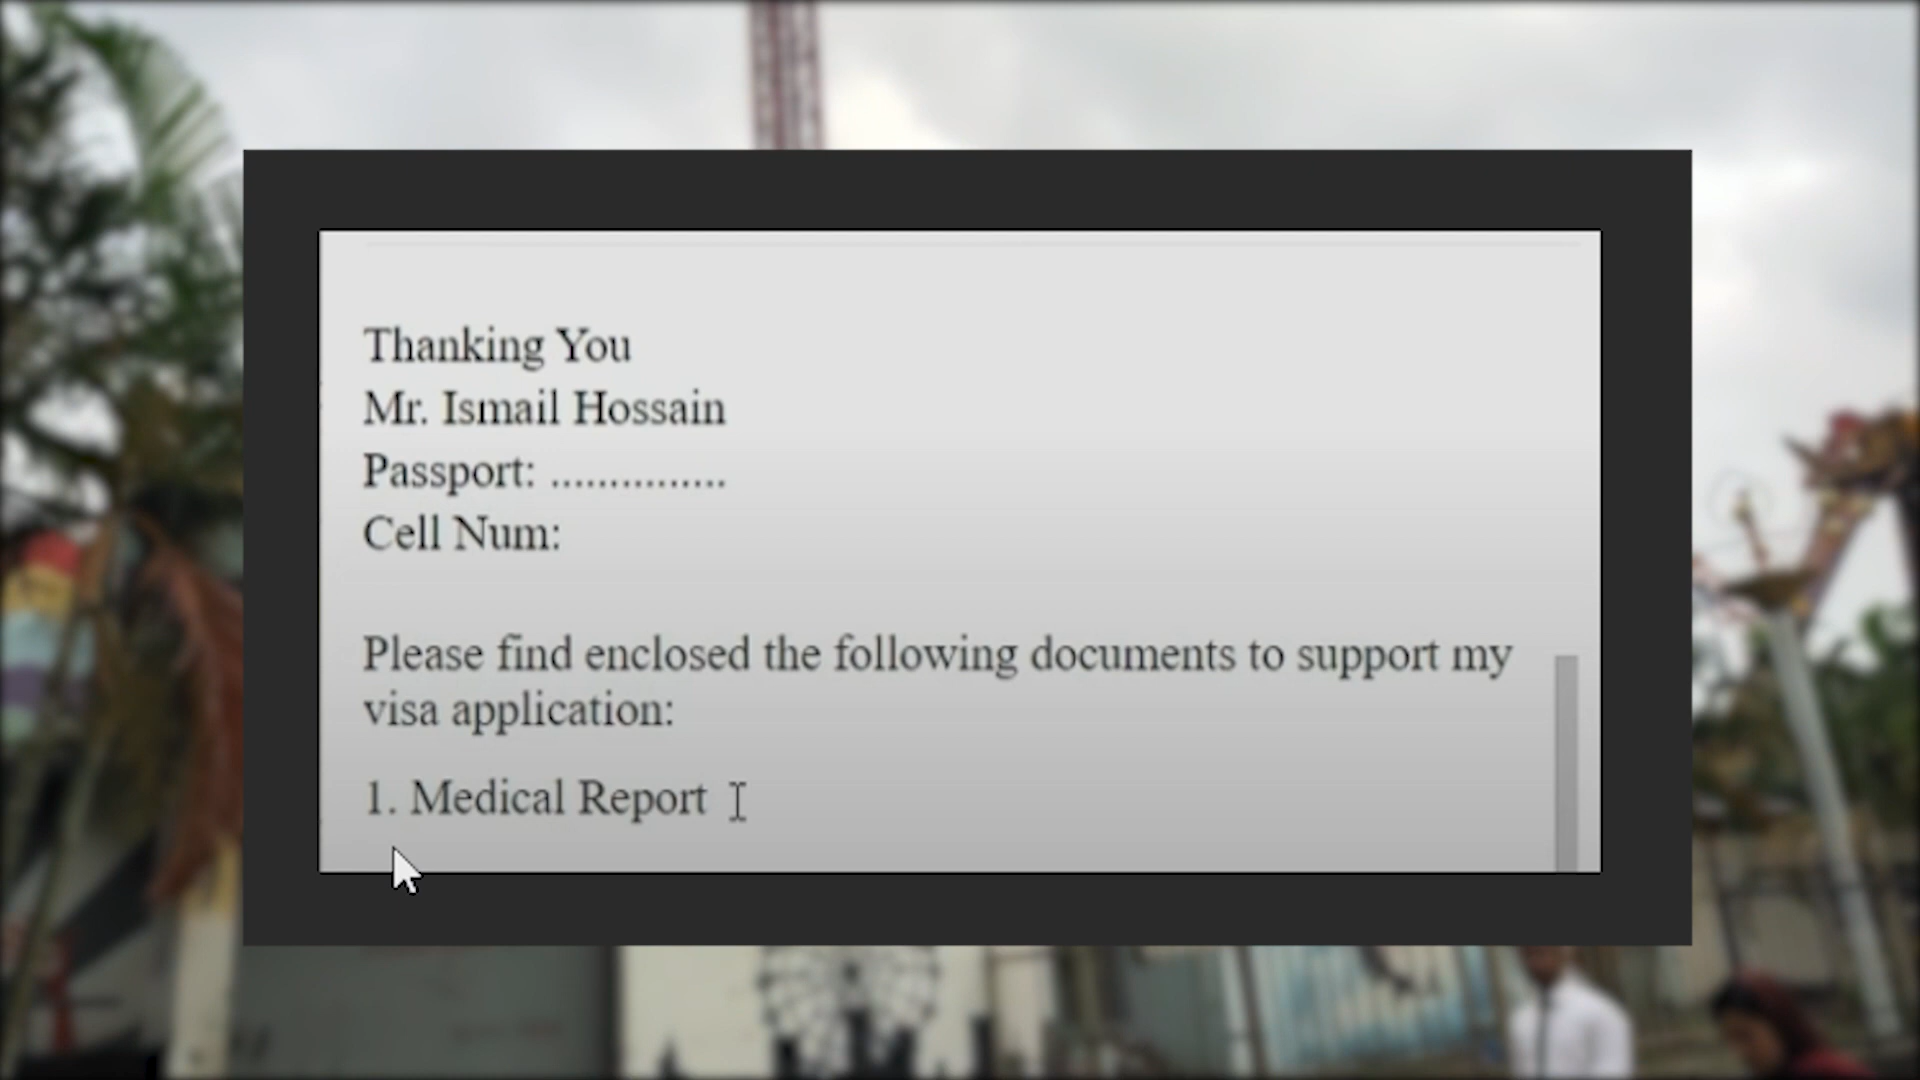 Thanking You
Mr. Ismail Hossain
Passport: ...............
Cell Num:
Please find enclosed the following documents to support my
visa application:
1. Medical Report